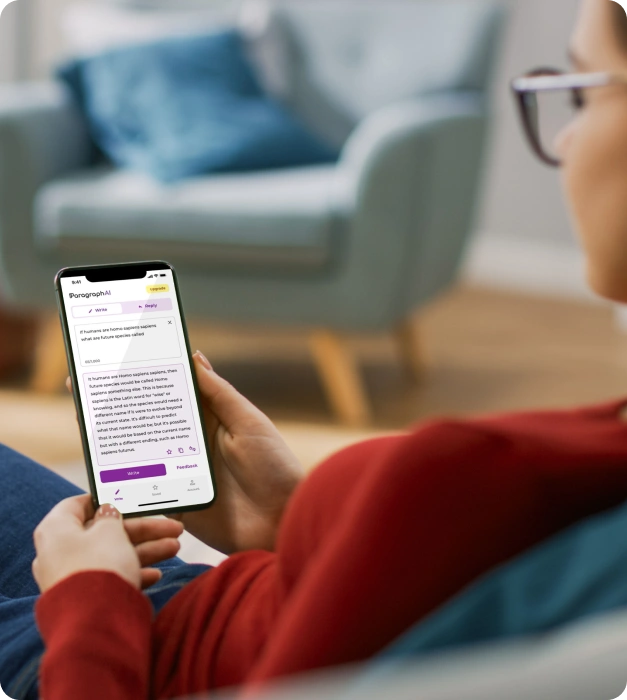 9:41
ParagraphAI
Upgrade
Write
Reply
If humans are homo sapiens sapiens
what are future species called
If humans are Homo sapiens sapiens, then
future species would be called Homo
sapiens something else. This is because
sapiens is the Latin word for "wise" or
knowing, and so the species would need a
different name if it were to evolve beyond
its current state. It's difficult to predict
what that name would be but it's possible
that it would be based on the current name
but with a different ending, such as Homo
sapiens futurus.
Write
Feedback
Write